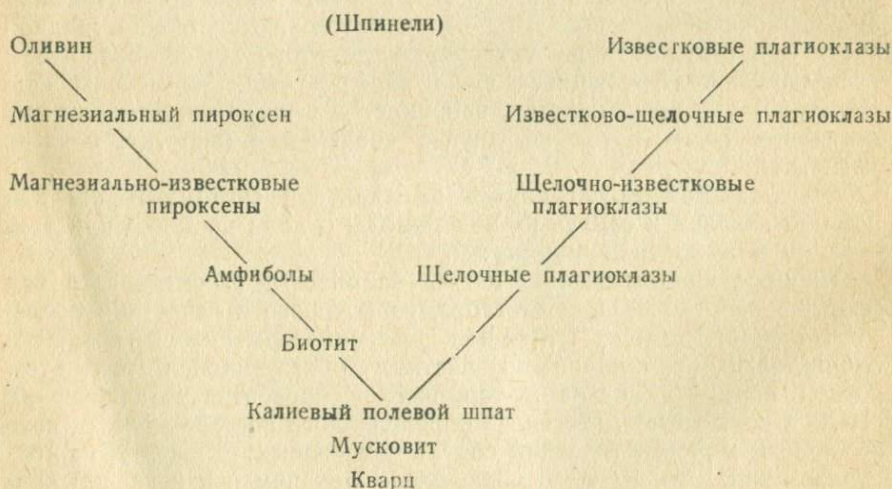 (Шпинели)
Оливин Известковые плагиоклазы
Магнезиальный пироксен Известково-щелочные плагиоклазы
Магнезиально-известковые Щелочно-известковые
пироксены плагиоклазы
Амфиболы Щелочные плагиоклазы
Биотит
Калиевый полевой шпат
Мусковит
Кварц